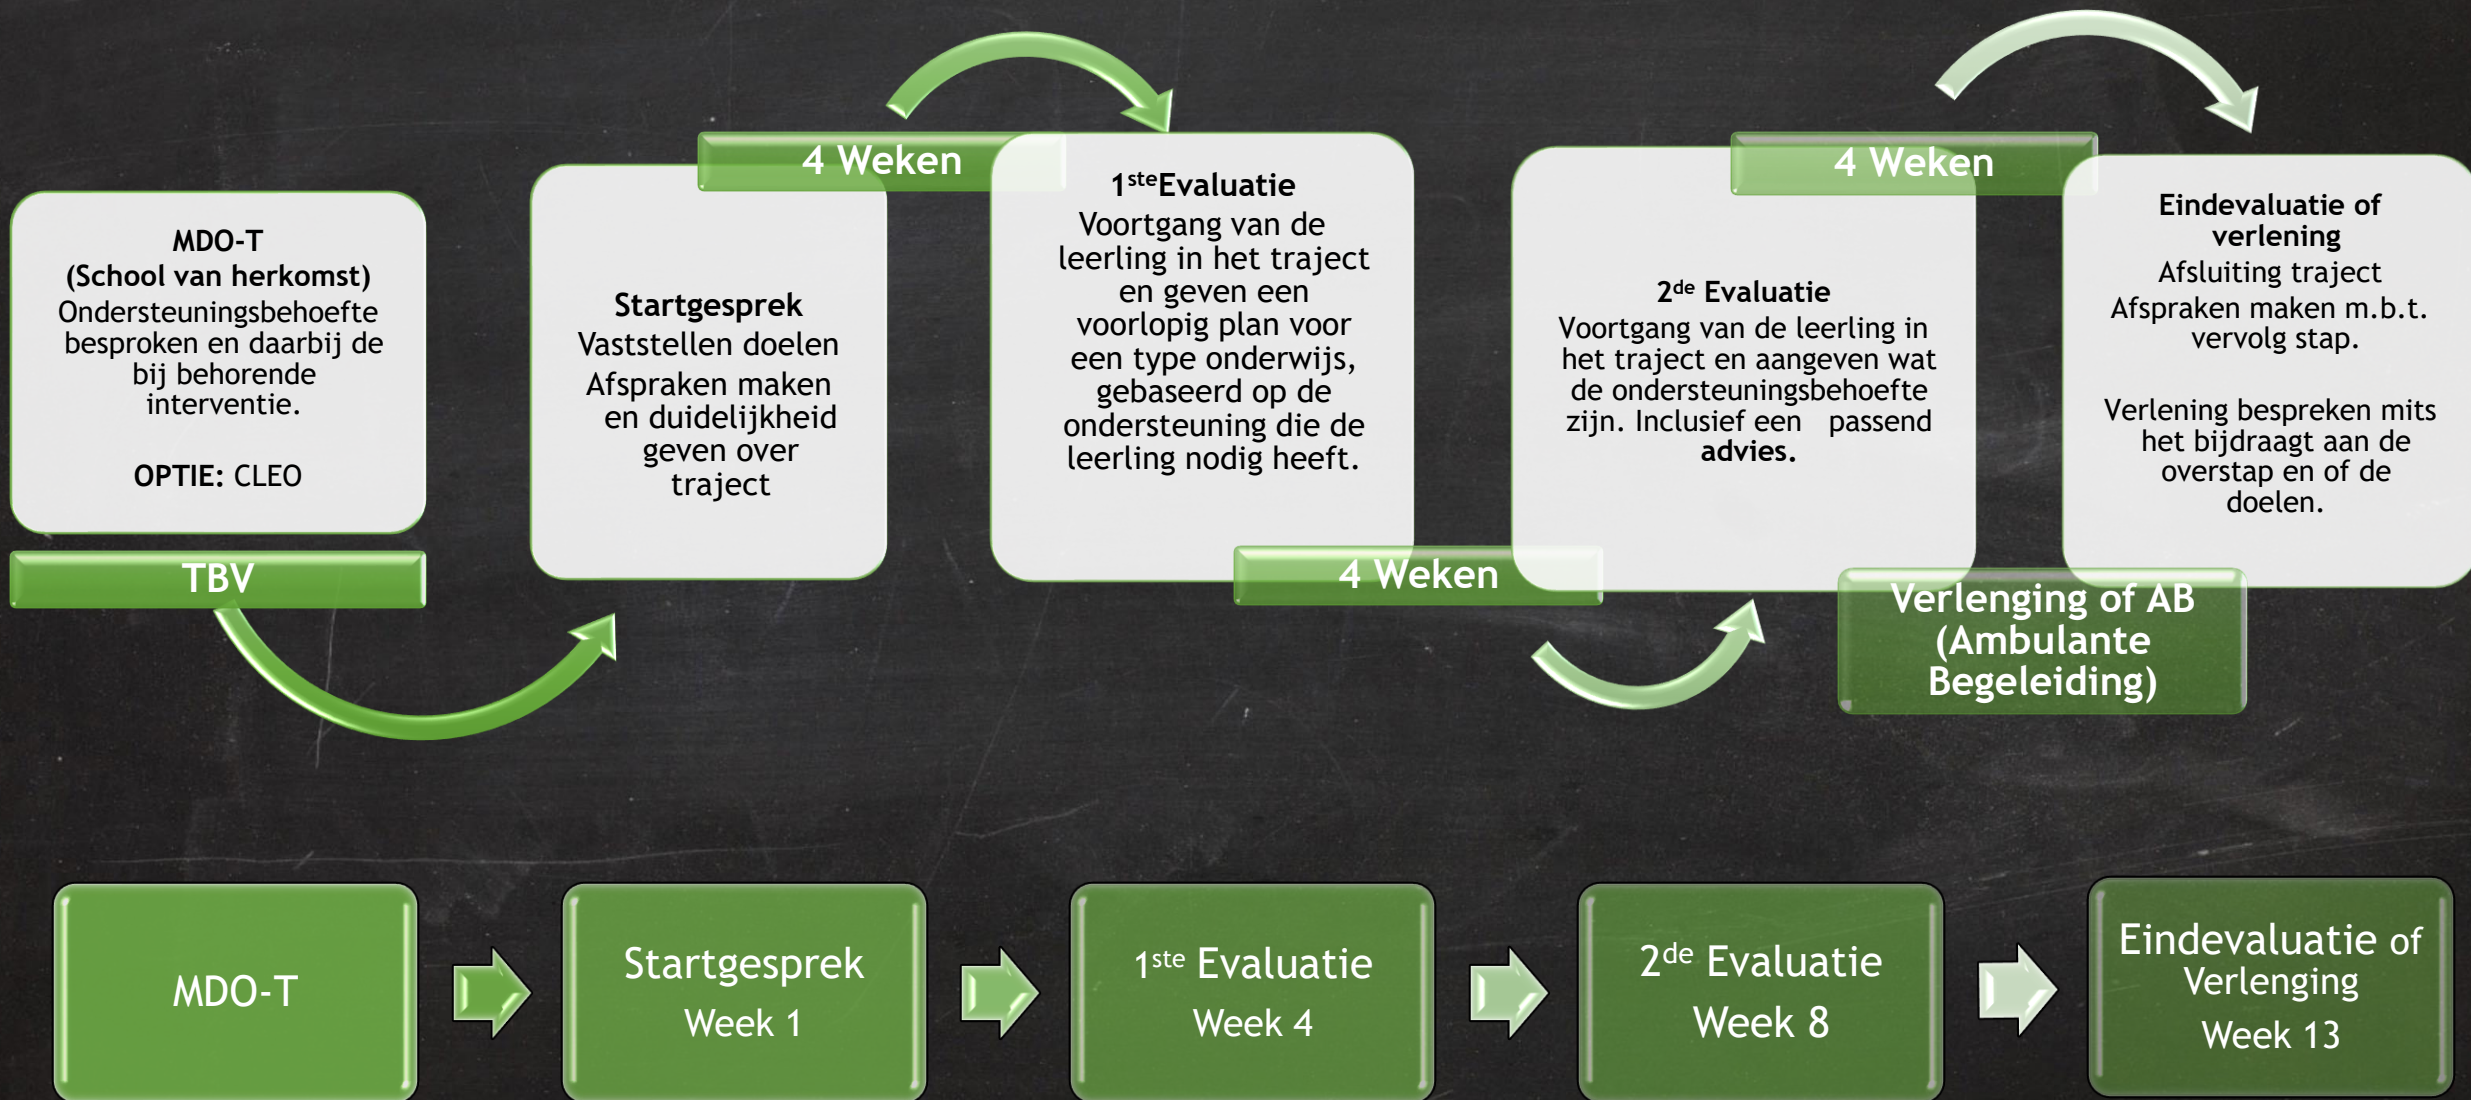 MDO-T
(School van herkomst)
Ondersteuningsbehoefte
besproken en daarbij de
bij behorende
interventie.
OPTIE: CLEO
TBV
Startgesprek
Vaststellen doelen
Afspraken maken
en duidelijkheid
geven over
traject
4 Weken
1ste Evaluatie
Voortgang van de
leerling in het traject
en geven een
voorlopig plan voor
een type onderwijs,
gebaseerd op de
ondersteuning die de
leerling nodig heeft.
4 Weken
2de Evaluatie
Voortgang van de leerling in
het traject en aangeven wat
de ondersteuningsbehoefte
zijn. Inclusief een passend
advies.
4 Weken
Eindevaluatie of
verlening
Afsluiting traject
Afspraken maken m.b.t.
vervolg stap.
Verlening bespreken mits
het bijdraagt aan de
overstap en of de
doelen.
Verlenging of AB
(Ambulante
Begeleiding)
MDO-T
Startgesprek
Week 1
1ste Evaluatie
Week 4
2de Evaluatie
Week 8
Eindevaluatie of
Verlenging
Week 13